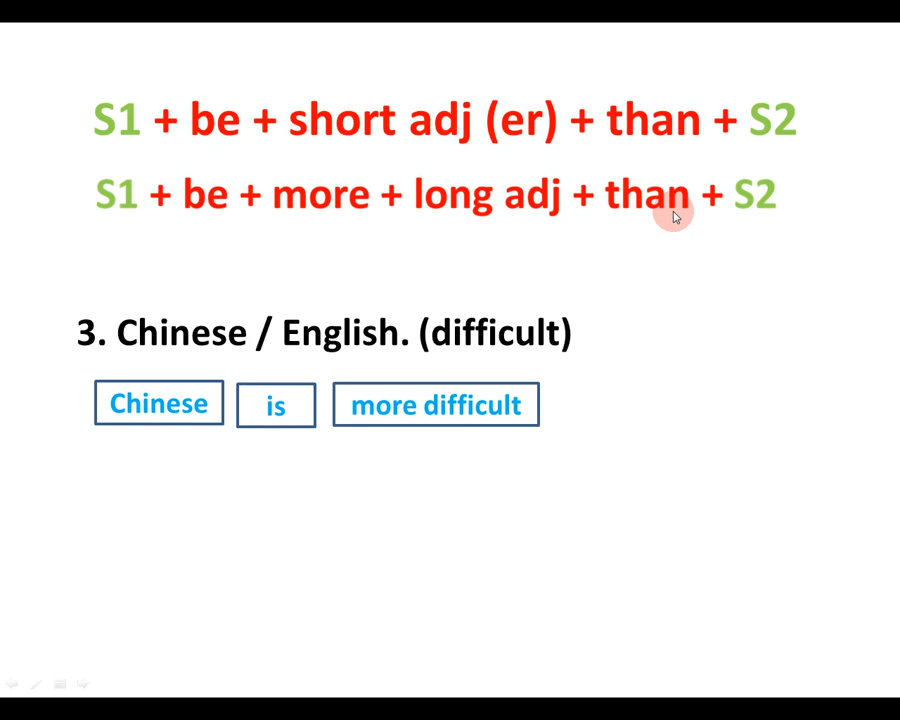 S1 + be + short adj (er) + than + S2
S1 + be + more + long adj + than + S2
3. Chinese / English. (difficult)
Chinese is more difficult